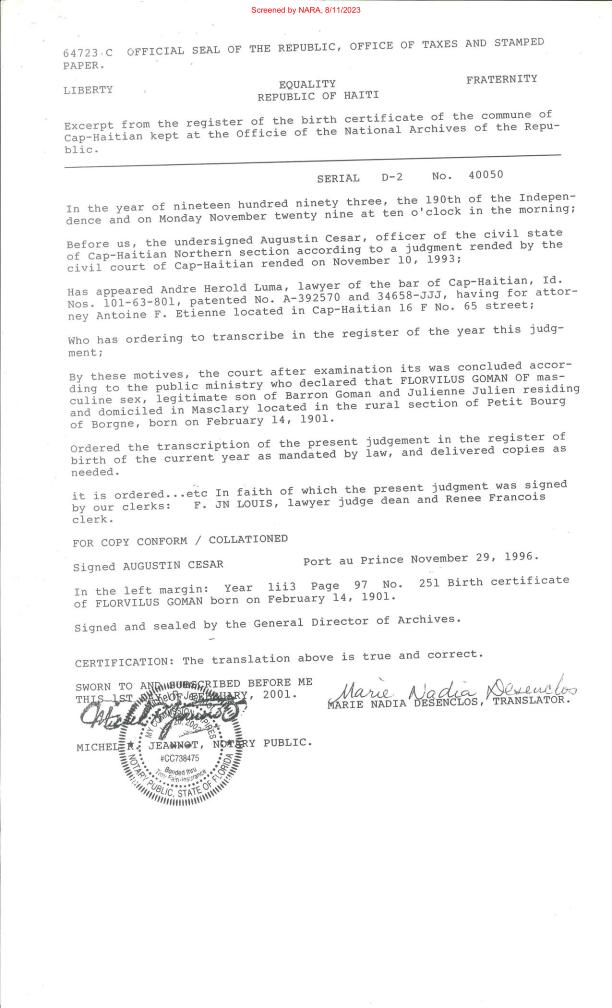 Screened by NARA, 8/11/2023
64723 C OFFICIAL SEAL OF THE REPUBLIC, OFFICE OF TAXES AND STAMPED
PAPER.
LIBERTY EQUALITY FRATERNITY
REPUBLIC OF HAITI
Excerpt from the register of the birth certificate of the commune of
Cap-Haitian kept at the Officie of the National Archives of the Repu-
blic.
SERIAL D-2 No. 40050
In the year of nineteen hundred ninety three, the 190th of the Indepen-
dence and on Monday November twenty nine at ten o'clock in the morning;
Before us, the undersigned Augustin Cesar, officer of the civil state
of Cap-Haitian Northern section according to a judgment rended by the
civil court of Cap-Haitian rended on November 10, 1993;
Has appeared Andre Herold Luma, lawyer of the bar of Cap-Haitian, Id.
Nos. 101-63-801, patented No. A-392570 and 34658-JJJ, having for attor-
ney Antoine F. Etienne located in Cap-Haitian 16 F No. 65 street;
Who has ordering to transcribe in the register of the year this judg-
ment;
By these motives, the court after examination its was concluded accor-
ding to the public ministry who declared that FLORVILUS GOMAN OF mas-
culine sex, legitimate son of Barron Goman and Julienne Julien residing
and domiciled in Masclary located in the rural section of Petit Bourg
of Borgne, born on February 14, 1901.
Ordered the transcription of the present judgement in the register of
birth of the current year as mandated by law, and delivered copies as
needed.
it is ordered...etc In faith of which the present judgment was signed
by our clerks: F. JN LOUIS, lawyer judge dean and Renee Francois
clerk.
FOR COPY CONFORM / COLLATIONED
Signed AUGUSTIN CESAR Port au Prince November 29, 1996.
In the left margin: Year 1ii3 Page 97 No. 251 Birth certificate
of FLORVILUS GOMAN born on February 14, 1901.
Signed and sealed by the General Director of Archives.
CERTIFICATION: The translation above is true and correct.
SWORN TO AND SUBSCRIBED BEFORE ME
THIS 1ST DAY OF FEBRUARY, 2001.
Marie Nadia Desenclos
MARIE NADIA DESENCLOS, TRANSLATOR.
MICHEL R. JEANNOT, NOTARY PUBLIC.
#CC738475
Bonded thru
NOTARY PUBLIC, STATE OF FLORIDA